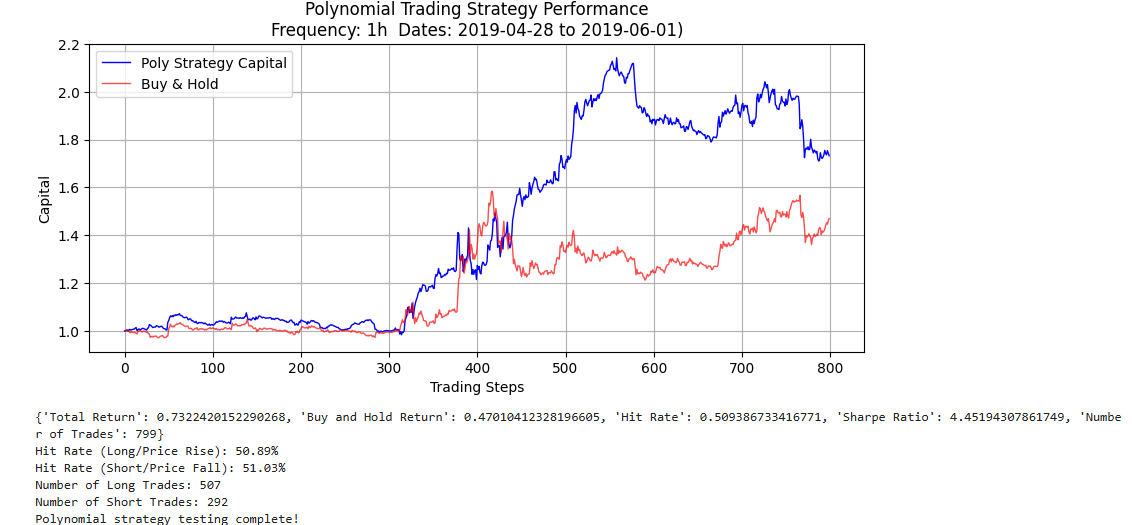 Polynomial Trading Strategy Performance
Frequency: 1h  Dates: 2019-04-28 to 2019-06-01)
2.2
2.0
1.8
1.6
1.4
1.2
1.0
Capital
Poly Strategy Capital
Buy & Hold
0 100 200 300 400 500 600 700 800
Trading Steps
{'Total Return': 0.7322420152290268, 'Buy and Hold Return': 0.47010412328196605, 'Hit Rate': 0.509386733416771, 'Sharpe Ratio': 4.45194307861749, 'Numbe
r of Trades': 799}
Hit Rate (Long/Price Rise): 50.89%
Hit Rate (Short/Price Fall): 51.03%
Number of Long Trades: 507
Number of Short Trades: 292
Polynomial strategy testing complete!